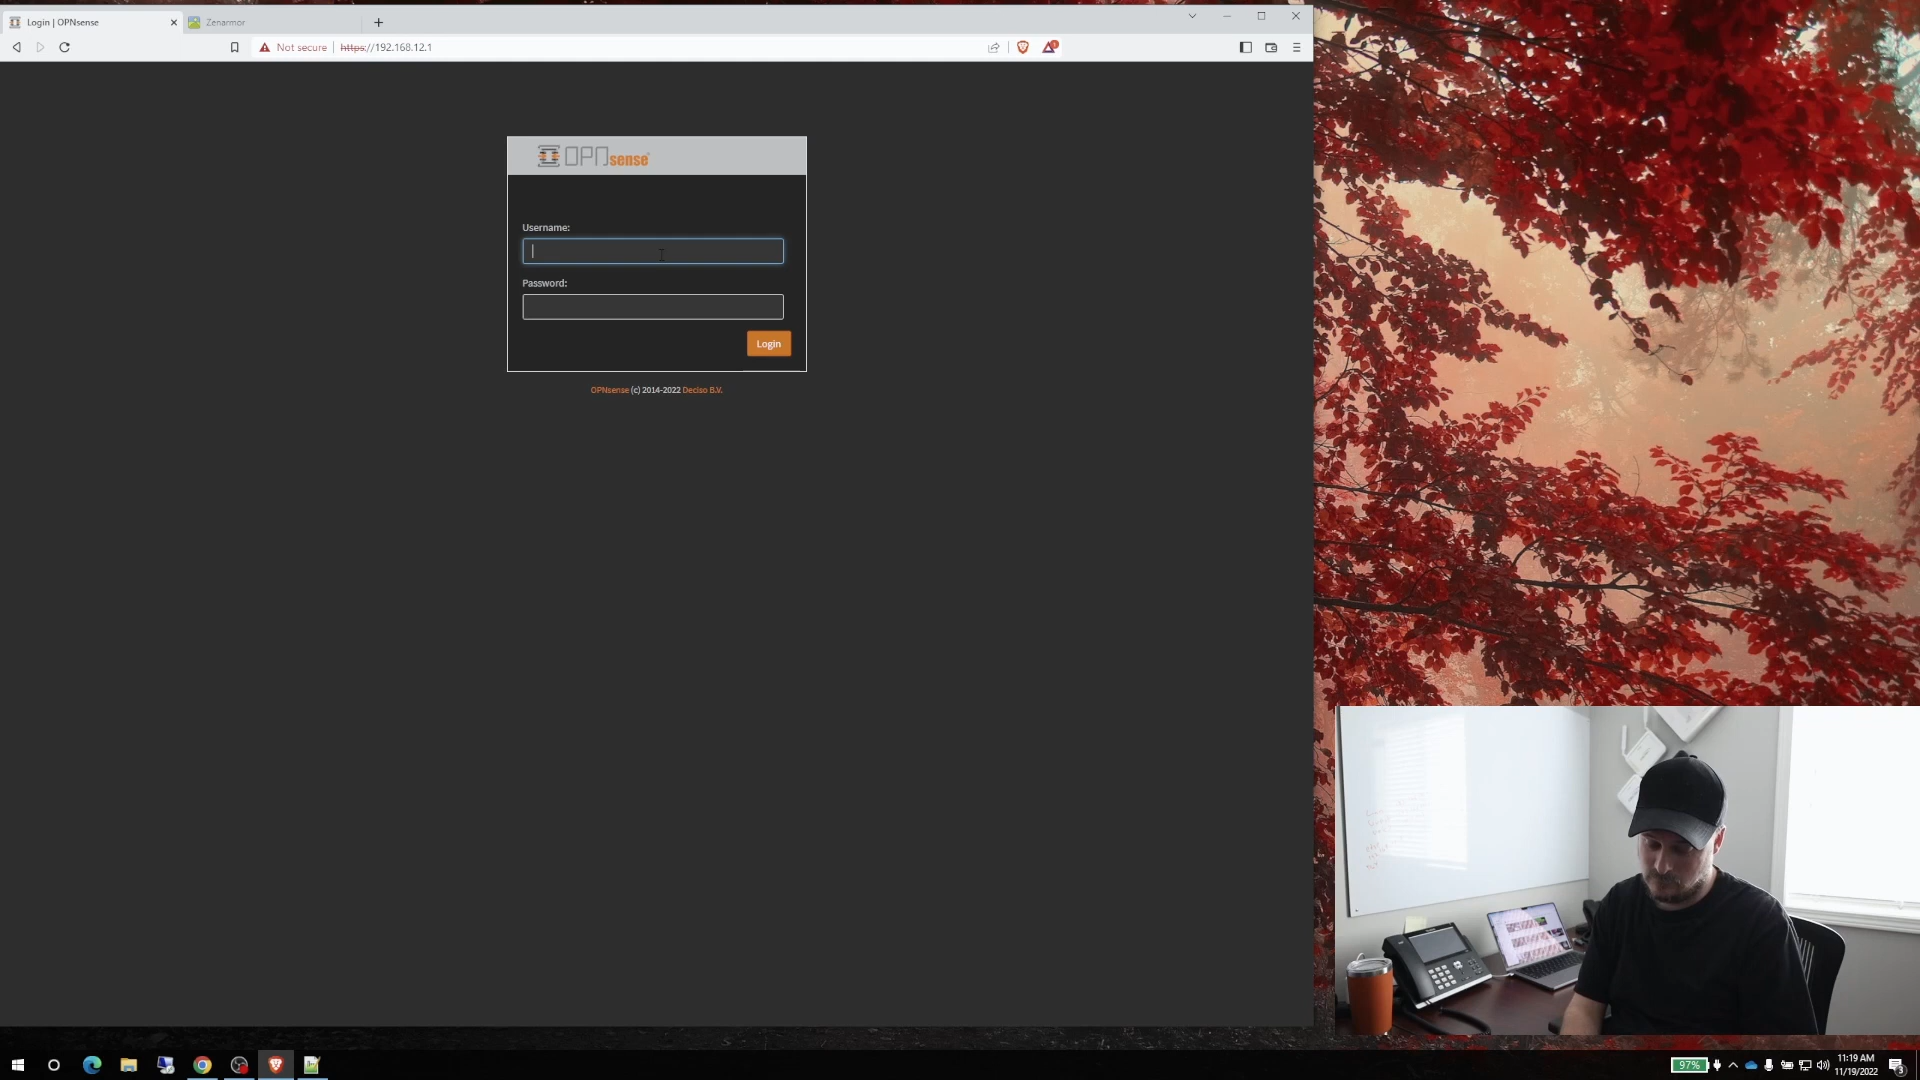 Login | OPNsense
Zenarmor
Not secure
https://192.168.12.1
OPNsense
Username:
Password:
Login
OPNsense (c) 2014-2022 Deciso B.V.
97%
11:19 AM
11/19/2022
3